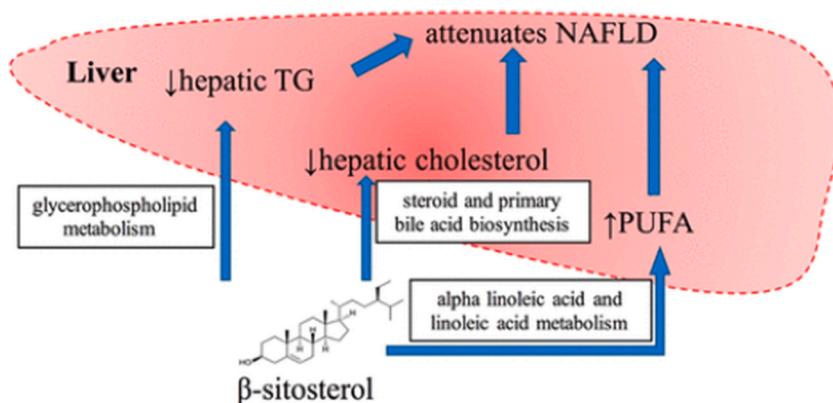 attenuates NAFLD
Liver
↓hepatic TG
↓hepatic cholesterol
glycerophospholipid
metabolism
steroid and primary
bile acid biosynthesis
↑PUFA
alpha linoleic acid and
linoleic acid metabolism
H
H
H
H
HO
β-sitosterol